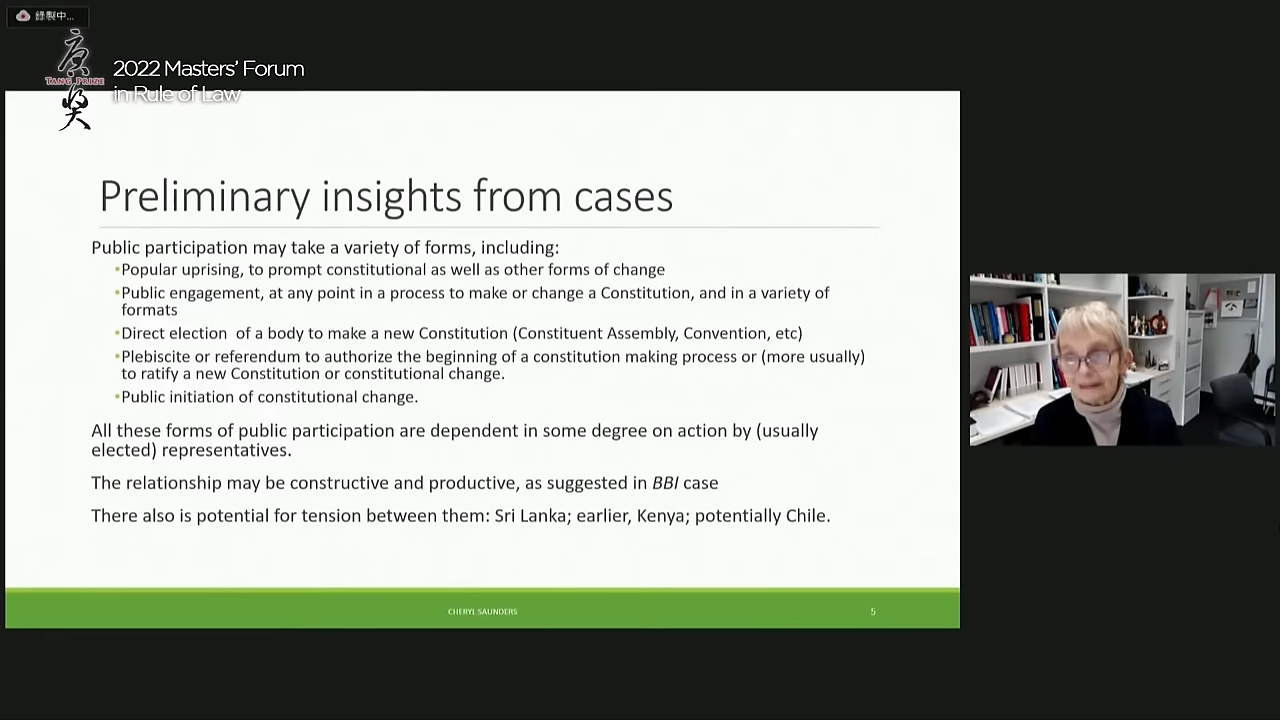 錄製中...
唐
TANG PRIZE
奬
2022 Masters' Forum
in Rule of Law
Preliminary insights from cases
Public participation may take a variety of forms, including:
•Popular uprising, to prompt constitutional as well as other forms of change
•Public engagement, at any point in a process to make or change a Constitution, and in a variety of
formats
•Direct election  of a body to make a new Constitution (Constituent Assembly, Convention, etc)
•Plebiscite or referendum to authorize the beginning of a constitution making process or (more usually)
to ratify a new Constitution or constitutional change.
•Public initiation of constitutional change.
All these forms of public participation are dependent in some degree on action by (usually
elected) representatives.
The relationship may be constructive and productive, as suggested in BBI case
There also is potential for tension between them: Sri Lanka; earlier, Kenya; potentially Chile.
CHERYL SAUNDERS
5